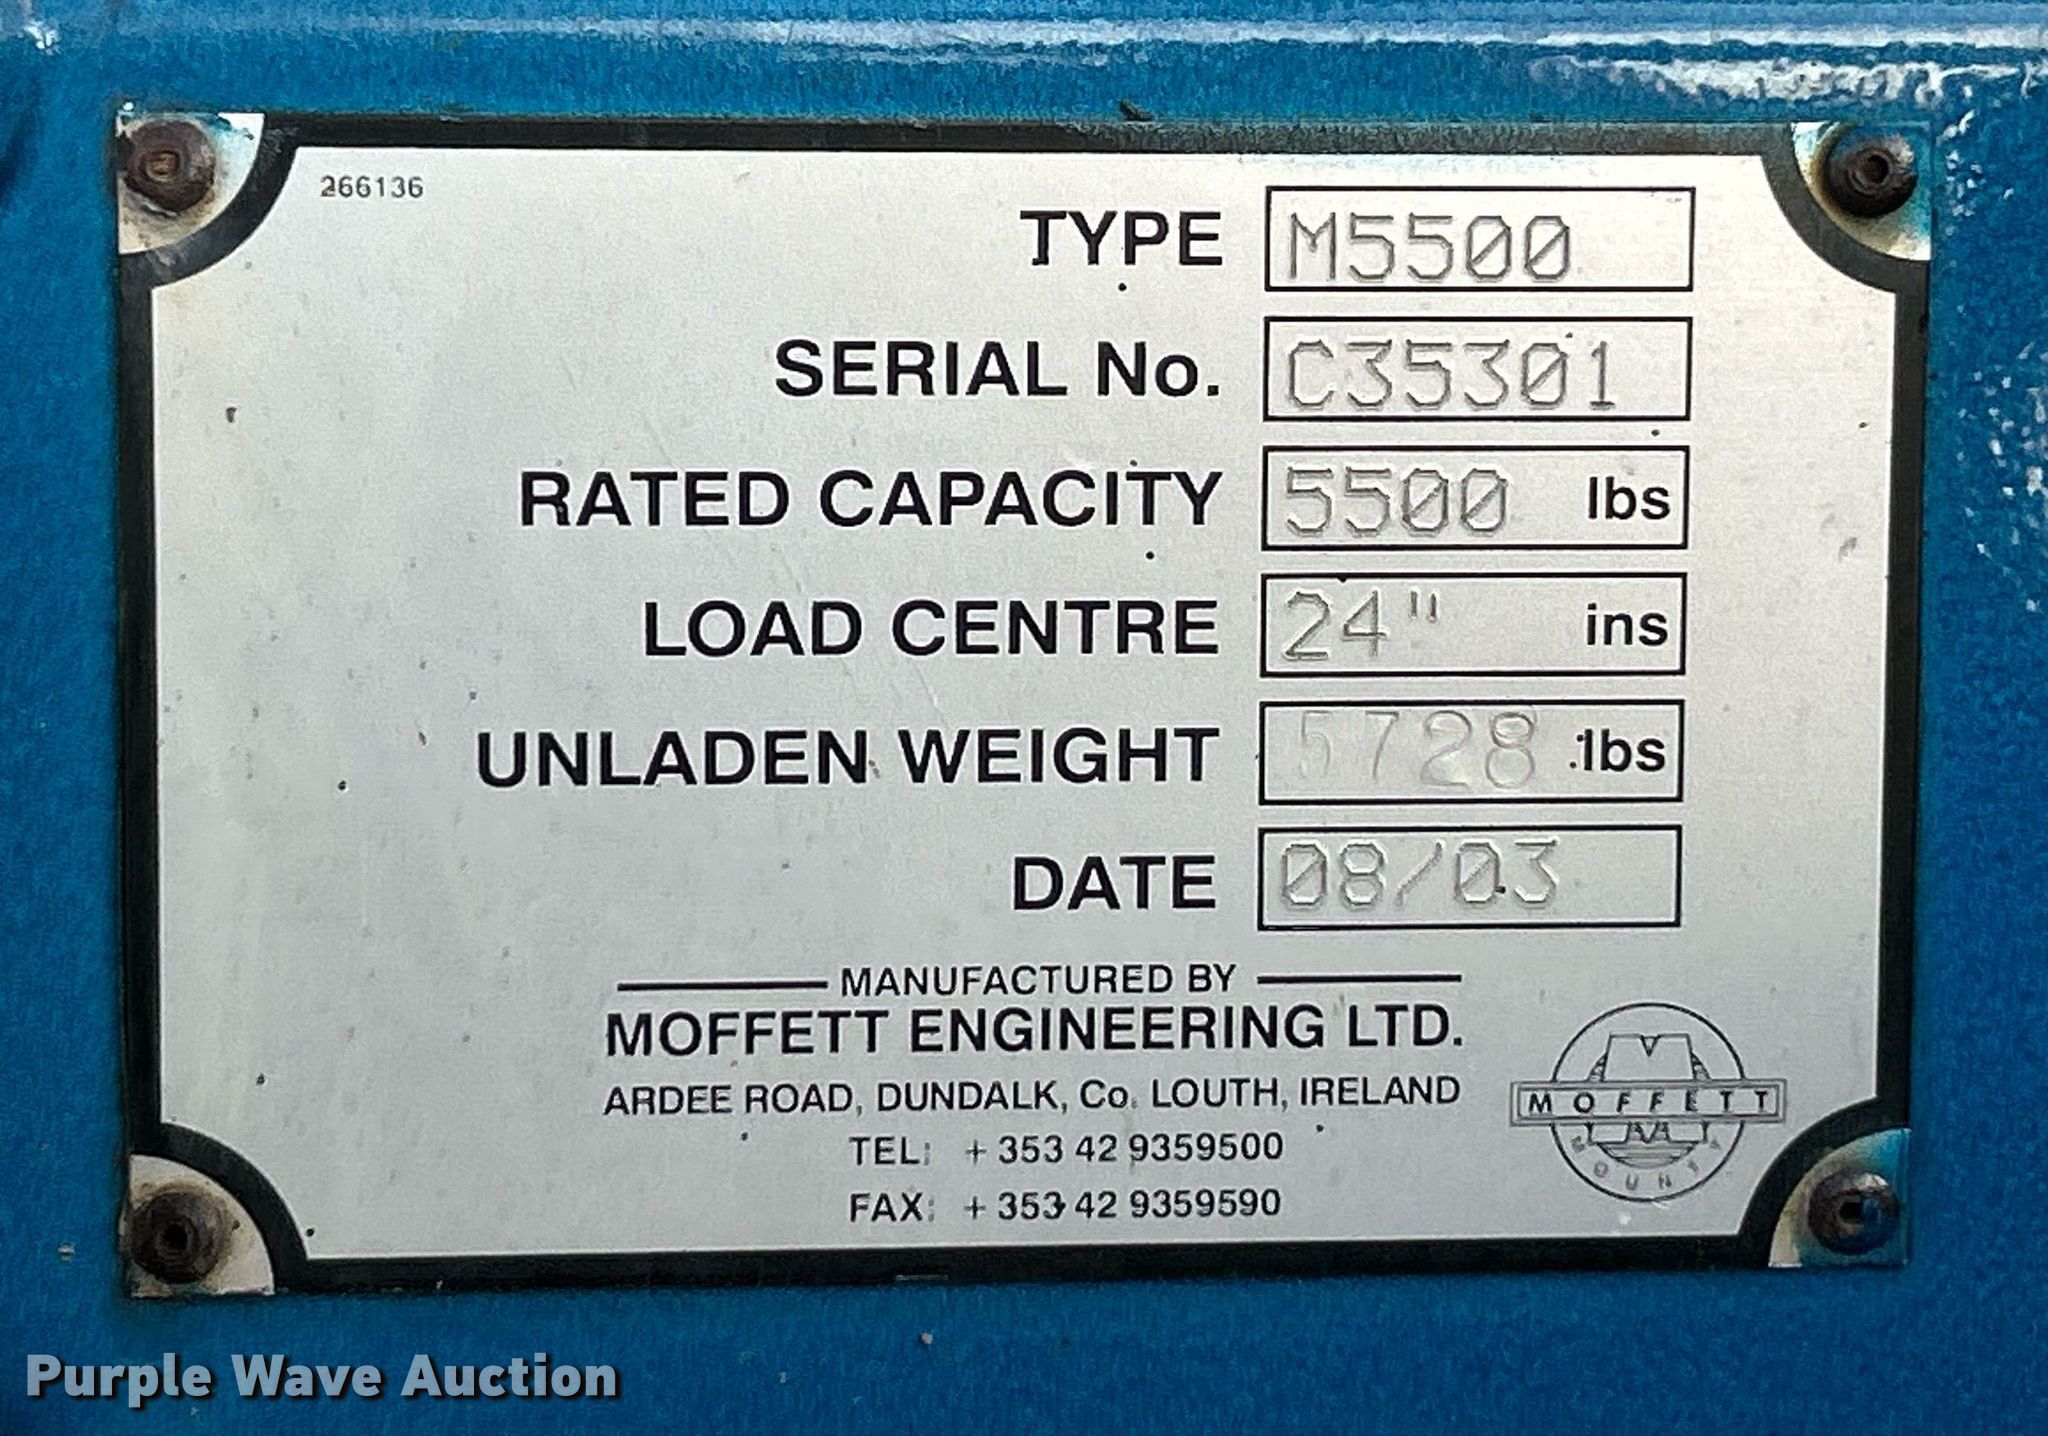 266136
TYPE M5500
SERIAL No. C35301
RATED CAPACITY 5500 lbs
LOAD CENTRE 24" ins
UNLADEN WEIGHT 5728 lbs
DATE 08/03
MANUFACTURED BY
MOFFETT ENGINEERING LTD.
ARDEE ROAD, DUNDALK, Co. LOUTH, IRELAND
TEL: + 353 42 9359500
FAX: + 353 42 9359590
MOFFETT
MOUNTY
Purple Wave Auction